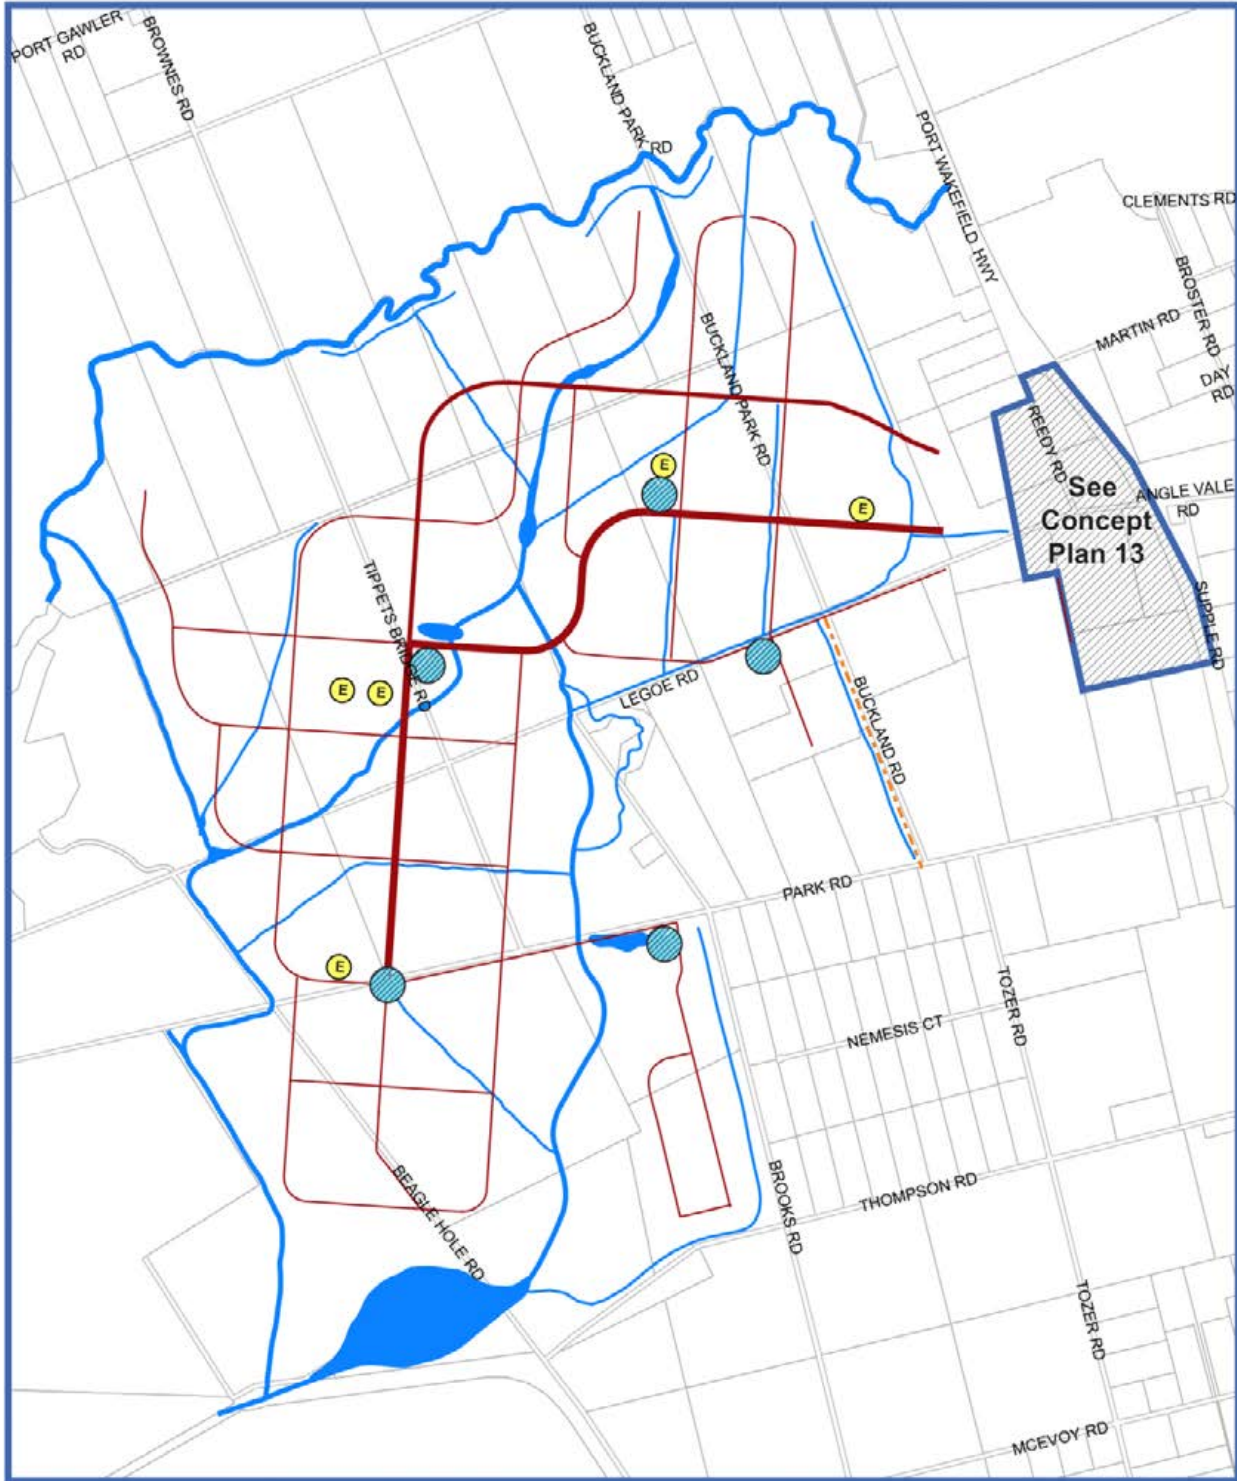 PORT GAWLER
RD
BROWNES RD
BUCKLAND PARK RD
PORT WAKEFIELD HWY
CLEMENTS RD
BROSTER RD
MARTIN RD
DAY
RD
BUCKLAND PARK RD
REEDY RD
E
E
See
Concept
Plan 13
ANGLE VALE
RD
TIPPETS BRIDGE RD
SUPPLE RD
E
E
LEGOE RD
BUCKLAND RD
PARK RD
E
TOZER RD
NEMESIS CT
BEAGLE HOLE RD
BROOKS RD
THOMPSON RD
TOZER RD
MCEVOY RD